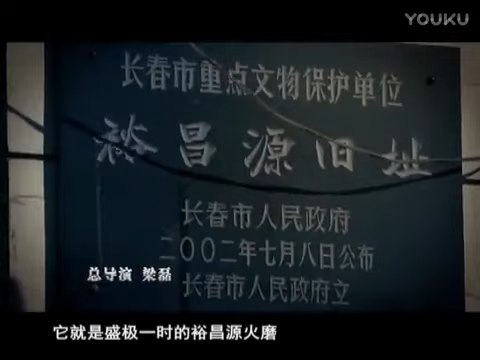 YOUKU
长春市重点文物保护单位
裕昌源旧址
长春市人民政府
二〇〇二年七月八日公布
总导演 梁磊
长春市人民政府立
它就是盛极一时的裕昌源火磨